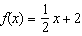 f(x) = 1/2 x + 2